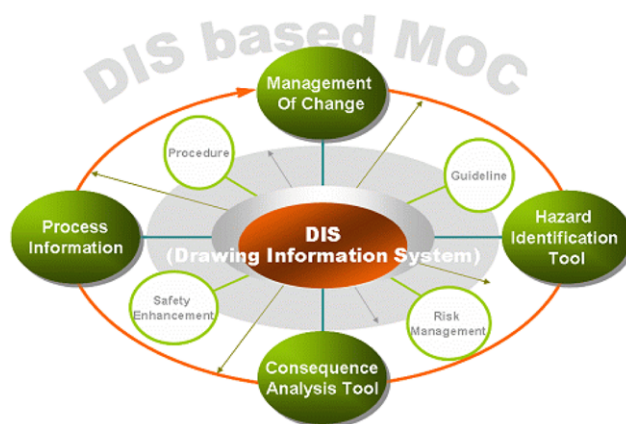 DIS based MOC
Management
Of Change
Procedure
Guideline
Process
Information
DIS
(Drawing Information System)
Hazard
Identification
Tool
Safety
Enhancement
Risk
Management
Consequence
Analysis Tool